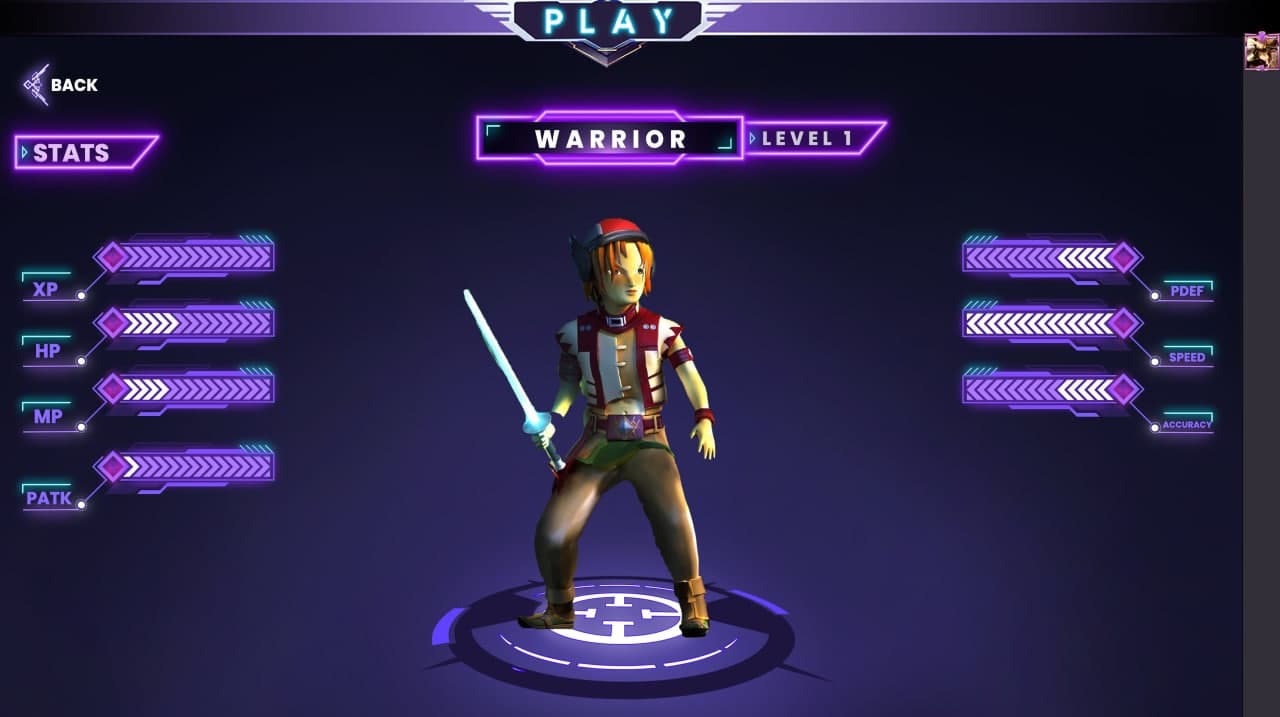 PLAY
BACK
WARRIOR
LEVEL 1
STATS
XP
HP
MP
PATK
PDEF
SPEED
ACCURACY